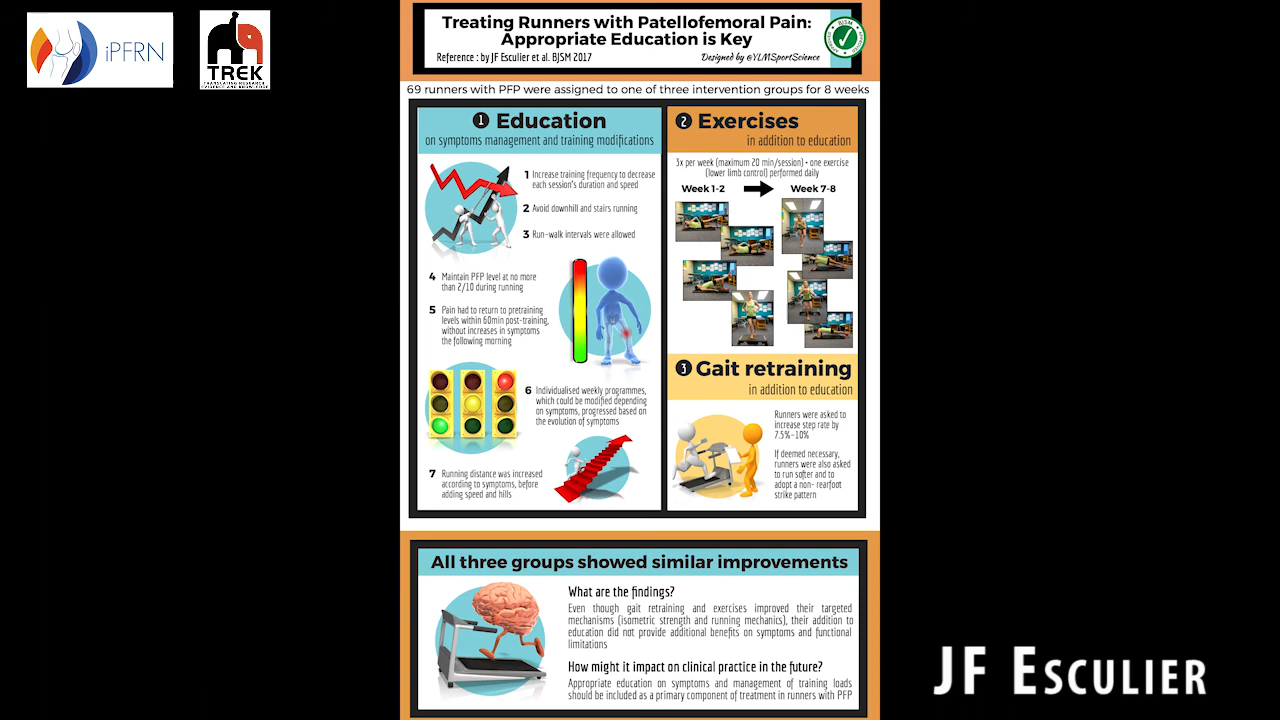 iPFRN
TREK
TRANSLATING RESEARCH
EVIDENCE AND KNOWLEDGE
Treating Runners with Patellofemoral Pain:
Appropriate Education is Key
Reference : by JF Esculier et al. BJSM 2017
Designed by @YLMSportScience
BJSM
69 runners with PFP were assigned to one of three intervention groups for 8 weeks
1 Education
on symptoms management and training modifications
1 Increase training frequency to decrease
each session's duration and speed
2 Avoid downhill and stairs running
3 Run-walk intervals were allowed
4 Maintain PFP level at no more
than 2/10 during running
5 Pain had to return to pretraining
levels within 60min post-training,
without increases in symptoms
the following morning
6 Individualised weekly programmes,
which could be modified depending
on symptoms, progressed based on
the evolution of symptoms
7 Running distance was increased
according to symptoms, before
adding speed and hills
2 Exercises
in addition to education
3x per week (maximum 20 min/session) • one exercise
(lower limb control) performed daily
Week 1-2
Week 7-8
3 Gait retraining
in addition to education
Runners were asked to
increase step rate by
7.5%-10%
If deemed necessary,
runners were also asked
to run softer and to
adopt a non- rearfoot
strike pattern
All three groups showed similar improvements
What are the findings?
Even though gait retraining and exercises improved their targeted
mechanisms (isometric strength and running mechanics), their addition to
education did not provide additional benefits on symptoms and functional
limitations
How might it impact on clinical practice in the future?
Appropriate education on symptoms and management of training loads
should be included as a primary component of treatment in runners with PFP
JF ESCULIER